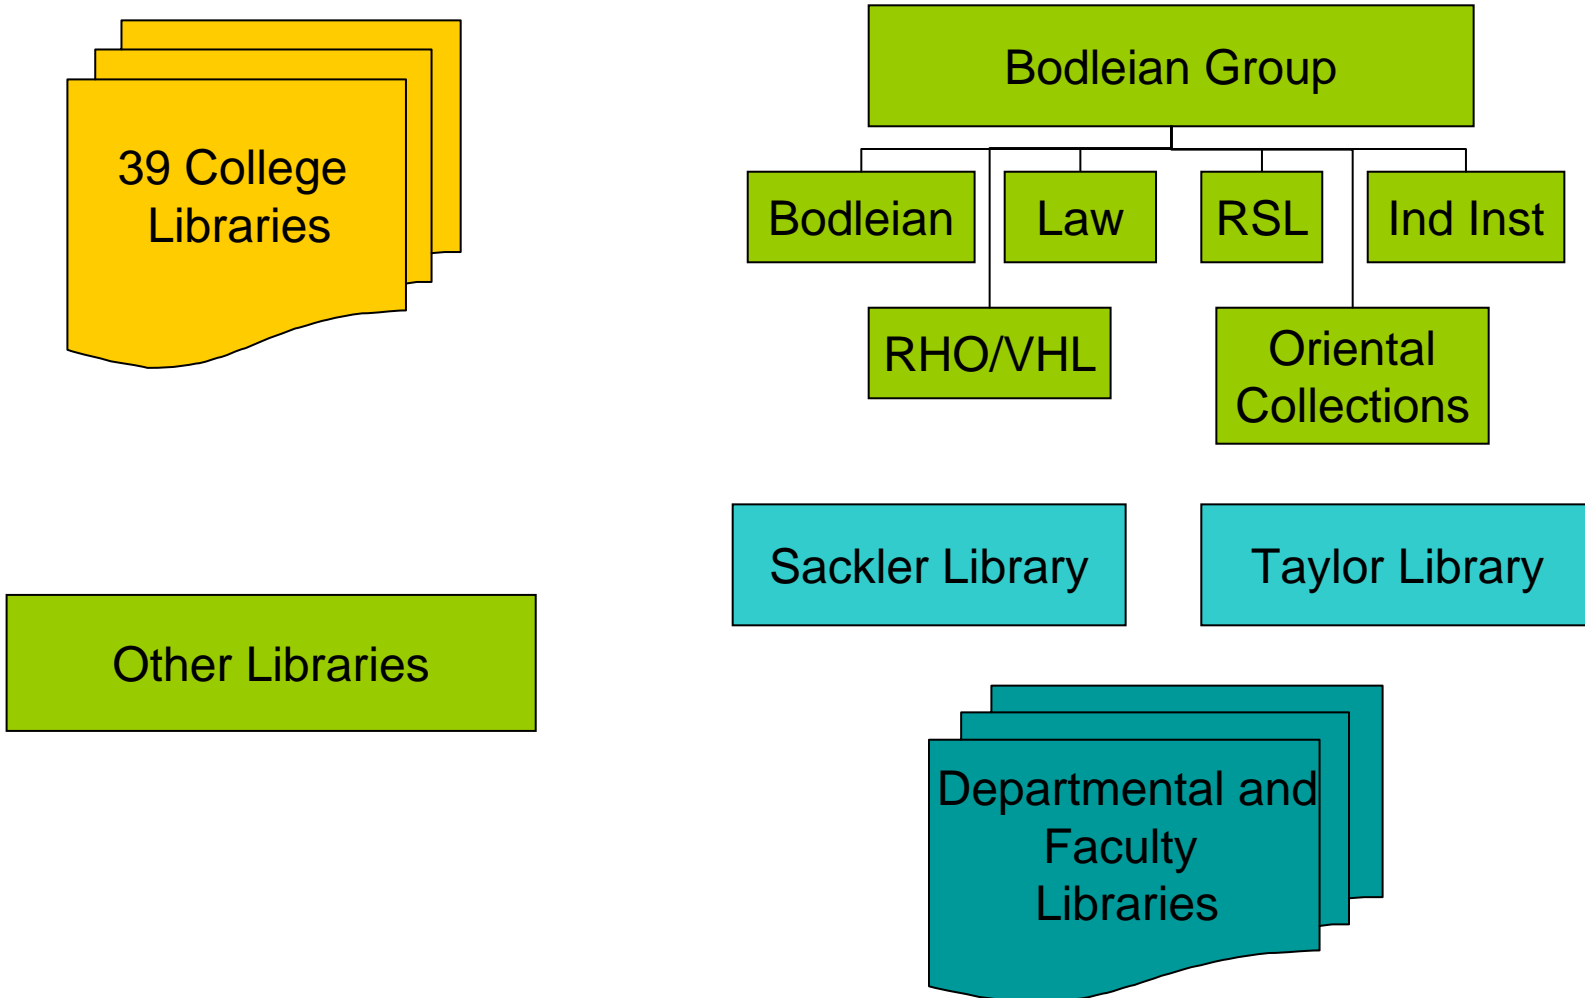 39 College
Libraries
Bodleian Group
Bodleian
Law
RSL
Ind Inst
RHO/VHL
Oriental
Collections
Sackler Library
Taylor Library
Other Libraries
Departmental and
Faculty
Libraries